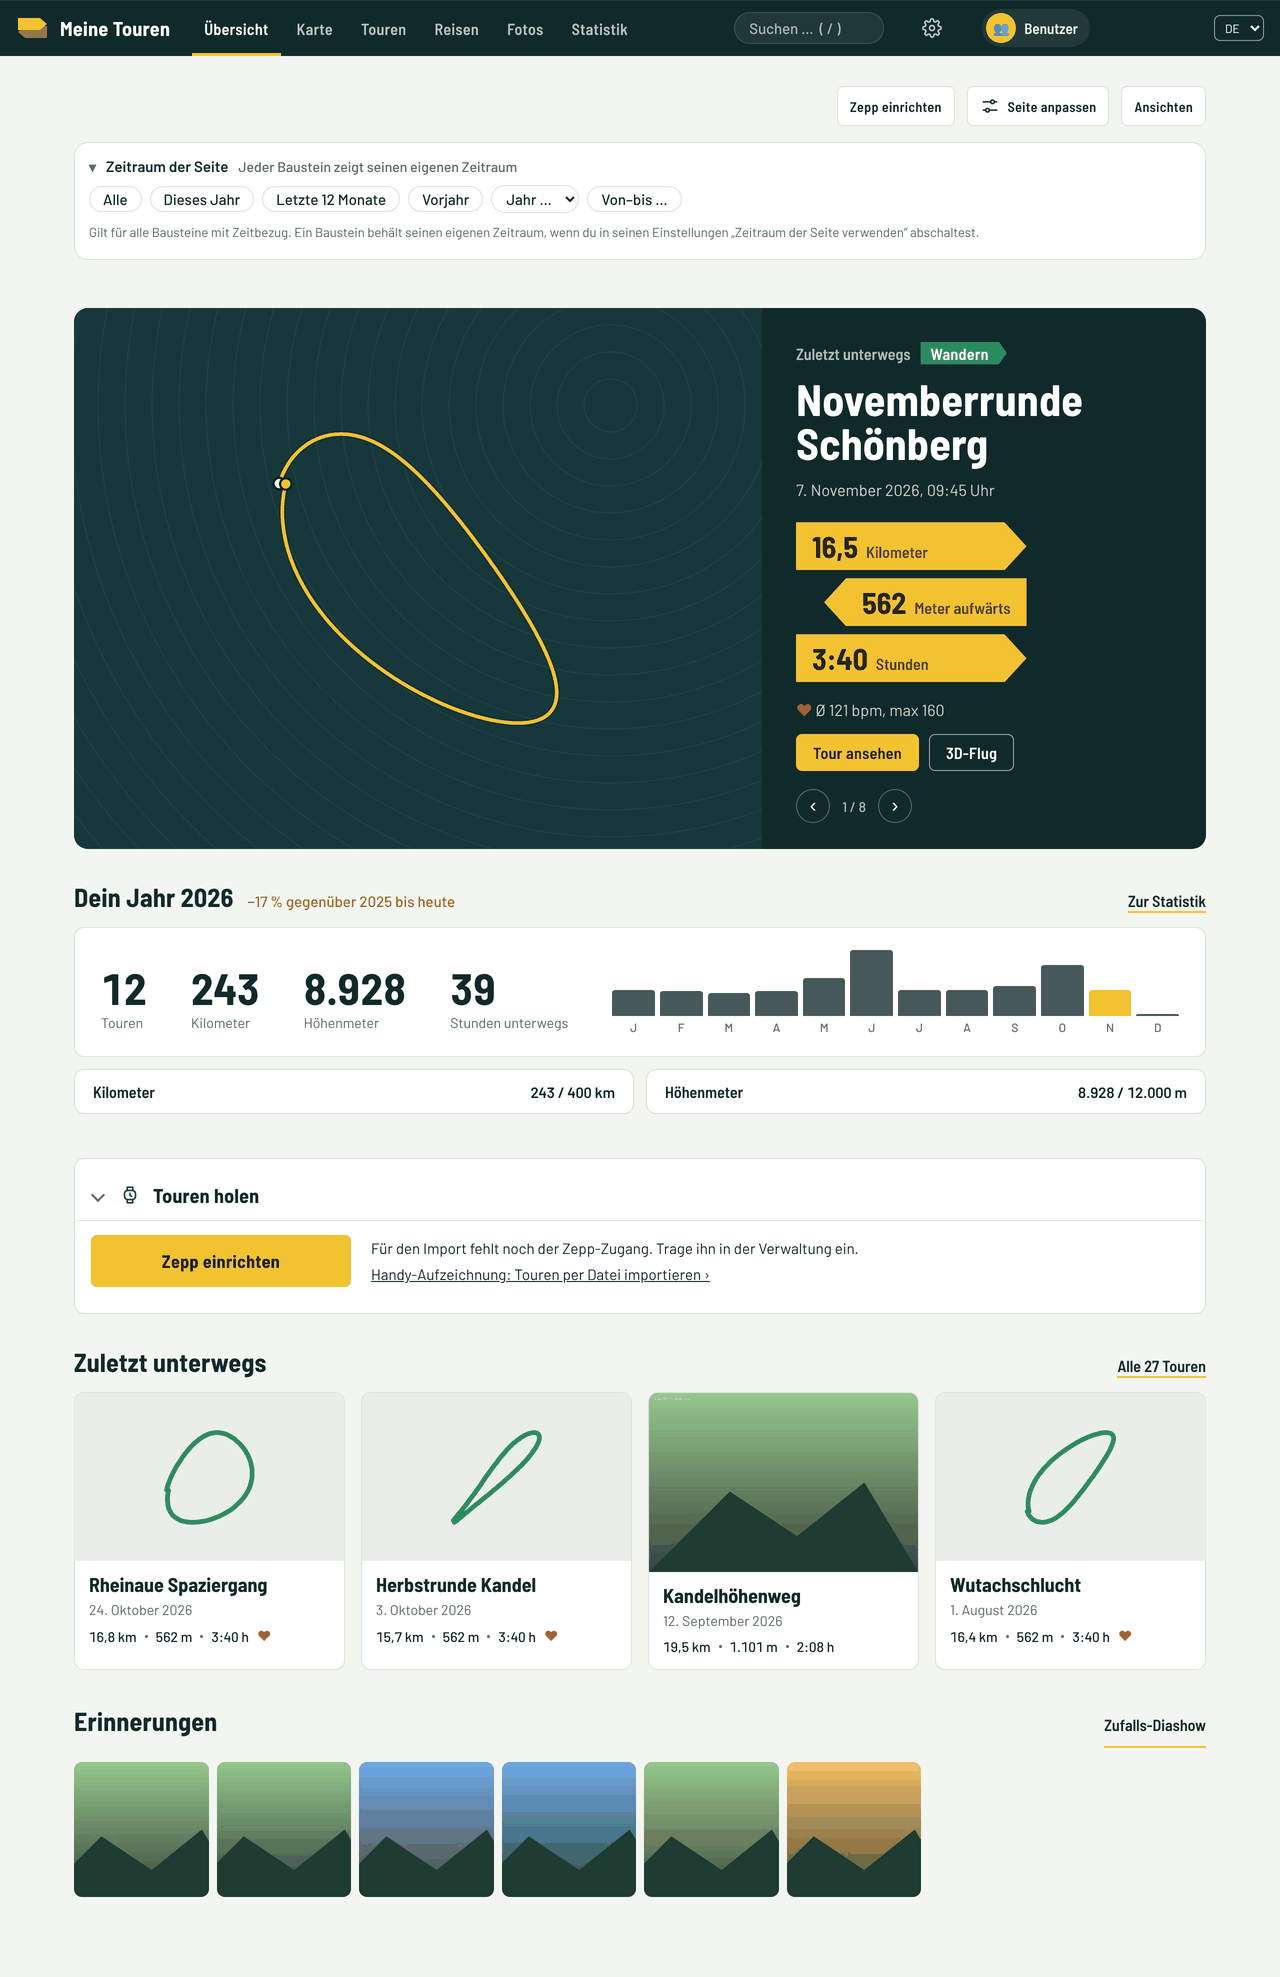 Meine Touren
Übersicht
Karte
Touren
Reisen
Fotos
Statistik
Suchen … ( / )
Benutzer
DE
Zepp einrichten
Seite anpassen
Ansichten
Zeitraum der Seite Jeder Baustein zeigt seinen eigenen Zeitraum
Alle
Dieses Jahr
Letzte 12 Monate
Vorjahr
Jahr …
Von–bis …
Gilt für alle Bausteine mit Zeitbezug. Ein Baustein behält seinen eigenen Zeitraum, wenn du in seinen Einstellungen „Zeitraum der Seite verwenden“ abschaltest.
Zuletzt unterwegs Wandern
Novemberrunde
Schönberg
7. November 2026, 09:45 Uhr
16,5 Kilometer
562 Meter aufwärts
3:40 Stunden
Ø 121 bpm, max 160
Tour ansehen
3D-Flug
‹ 1 / 8 ›
Dein Jahr 2026 −17 % gegenüber 2025 bis heute
Zur Statistik
12 243 8.928 39
Touren Kilometer Höhenmeter Stunden unterwegs
J F M A M J J A S O N D
Kilometer 243 / 400 km
Höhenmeter 8.928 / 12.000 m
Touren holen
Zepp einrichten
Für den Import fehlt noch der Zepp-Zugang. Trage ihn in der Verwaltung ein.
Handy-Aufzeichnung: Touren per Datei importieren ›
Zuletzt unterwegs
Alle 27 Touren
Rheinaue Spaziergang
24. Oktober 2026
16,8 km • 562 m • 3:40 h
Herbstrunde Kandel
3. Oktober 2026
15,7 km • 562 m • 3:40 h
Kandelhöhenweg
12. September 2026
19,5 km • 1.101 m • 2:08 h
Wutachschlucht
1. August 2026
16,4 km • 562 m • 3:40 h
Erinnerungen
Zufalls-Diashow